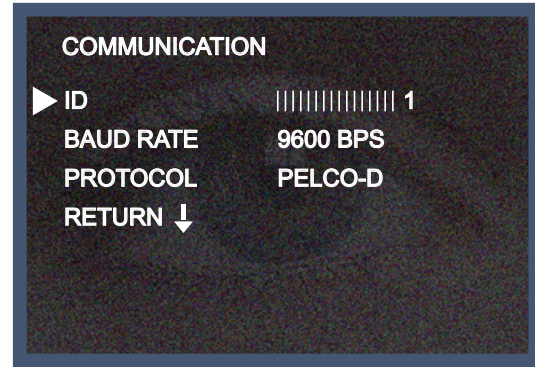 COMMUNICATION
ID |||||||||||||||| 1
BAUD RATE 9600 BPS
PROTOCOL PELCO-D
RETURN